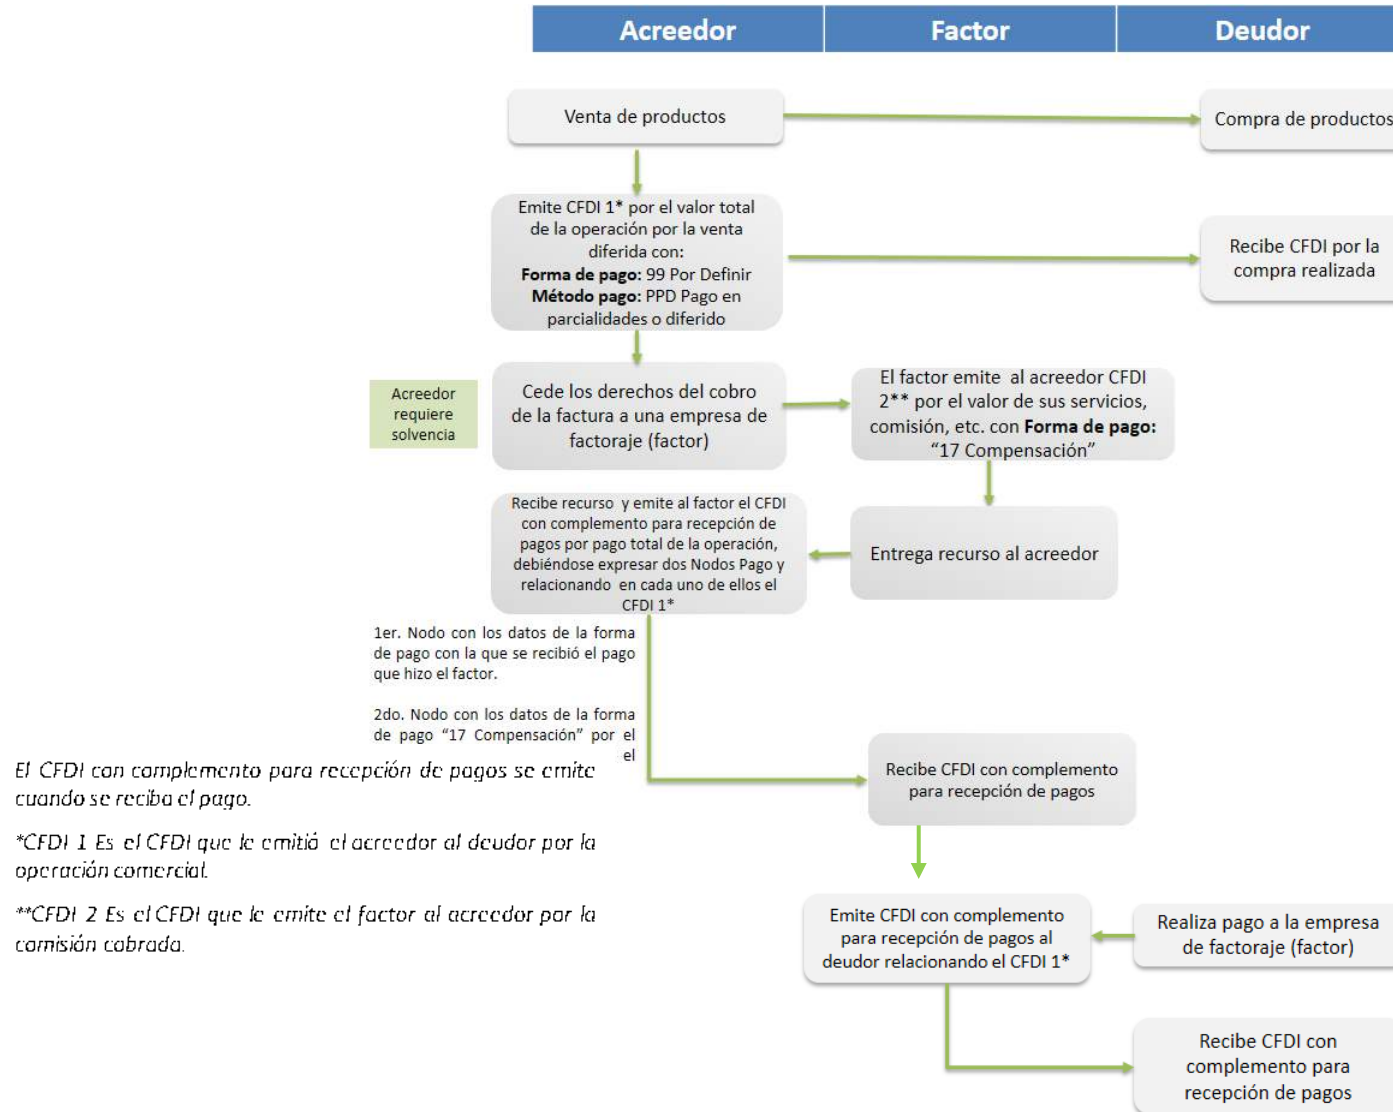 Acreedor Factor Deudor
Venta de productos
Compra de productos
Emite CFDI 1* por el valor total
de la operación por la venta
diferida con:
Forma de pago: 99 Por Definir
Método pago: PPD Pago en
parcialidades o diferido
Recibe CFDI por la
compra realizada
Acreedor
requiere
solvencia
Cede los derechos del cobro
de la factura a una empresa de
factoraje (factor)
El factor emite al acreedor CFDI
2** por el valor de sus servicios,
comisión, etc. con Forma de pago:
“17 Compensación”
Recibe recurso y emite al factor el CFDI
con complemento para recepción de
pagos por pago total de la operación,
debiéndose expresar dos Nodos Pago y
relacionando en cada uno de ellos el
CFDI 1*
Entrega recurso al acreedor
1er. Nodo con los datos de la forma
de pago con la que se recibió el pago
que hizo el factor.
2do. Nodo con los datos de la forma
de pago “17 Compensación” por el
el
El CFDI con complemento para recepción de pagos se emite
cuando se reciba el pago.
*CFDI 1 Es el CFDI que le emitió el acreedor al deudor por la
operación comercial.
**CFDI 2 Es el CFDI que le emite el factor al acreedor por la
comisión cobrada.
Recibe CFDI con complemento
para recepción de pagos
Emite CFDI con complemento
para recepción de pagos al
deudor relacionando el CFDI 1*
Realiza pago a la empresa
de factoraje (factor)
Recibe CFDI con
complemento para
recepción de pagos